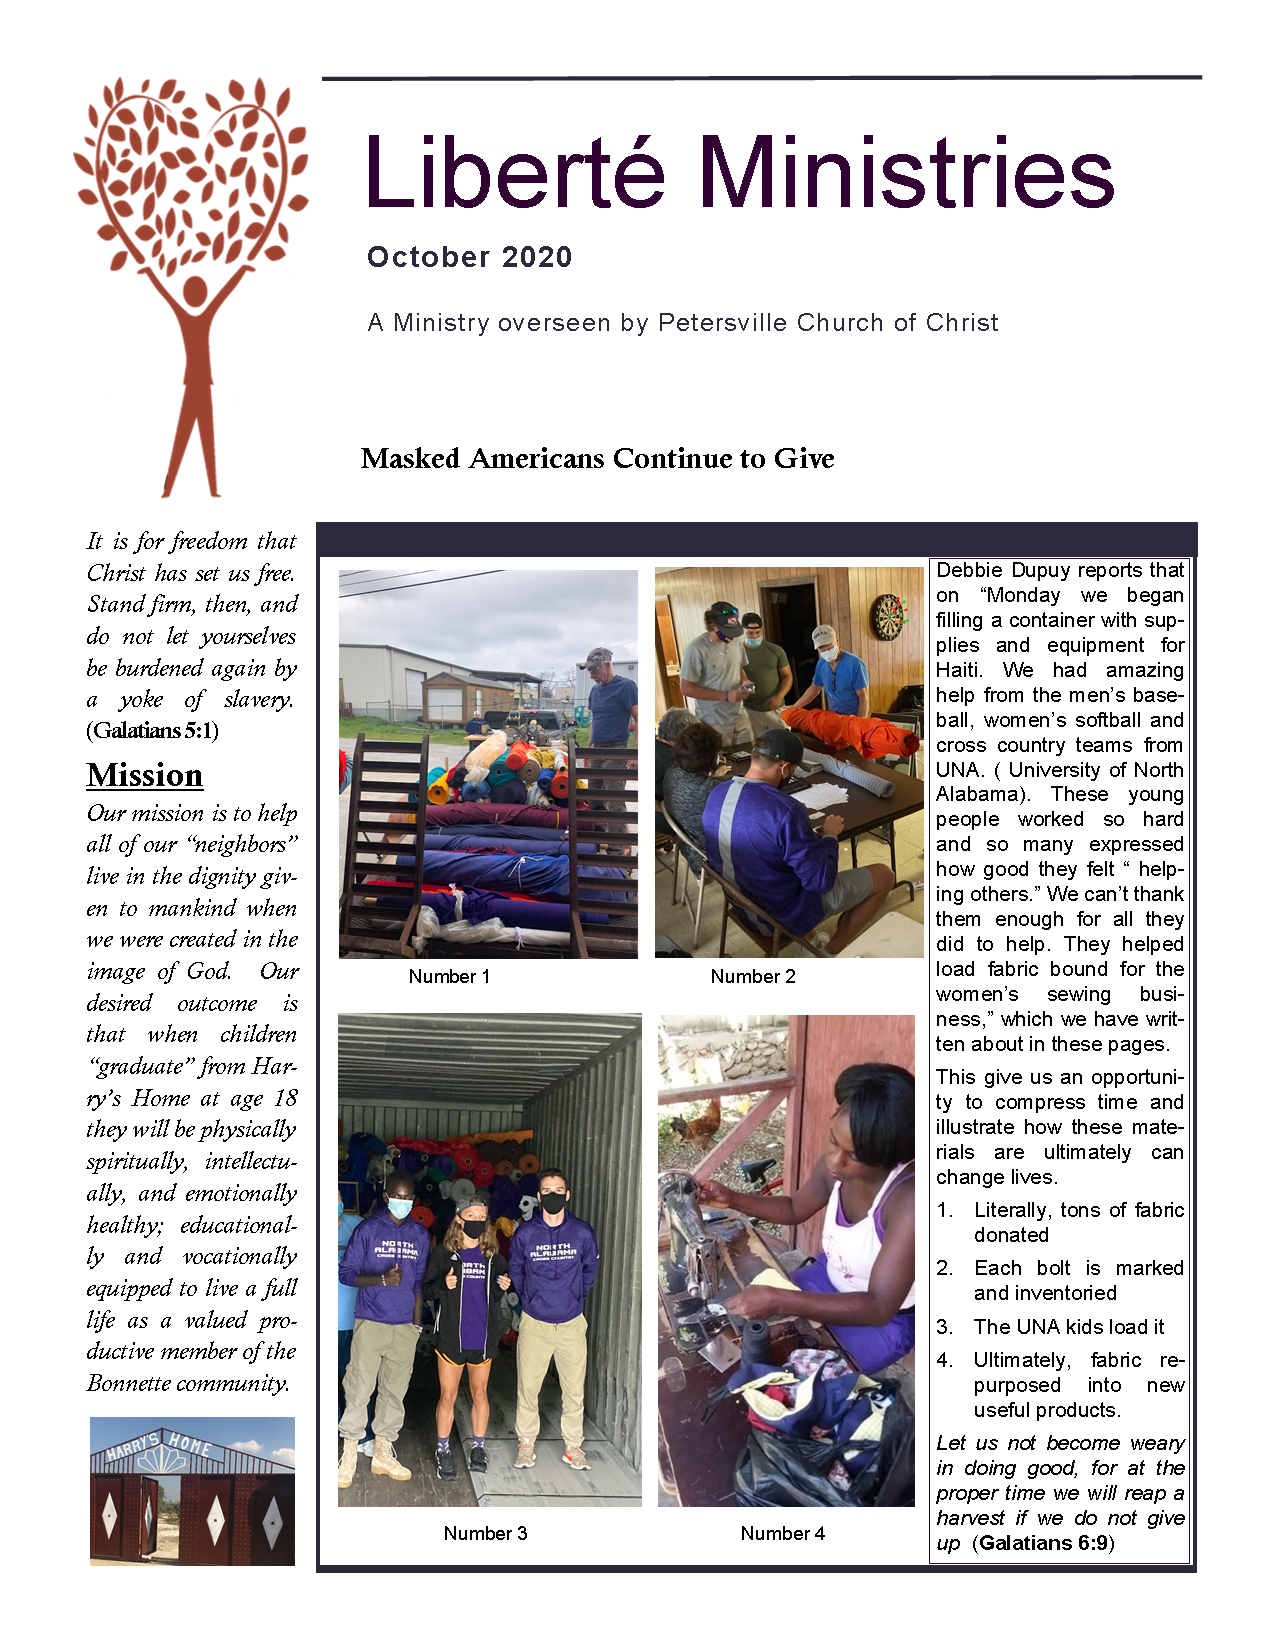 Liberté Ministries
October 2020
A Ministry overseen by Petersville Church of Christ
Masked Americans Continue to Give
It is for freedom that
Christ has set us free.
Stand firm, then, and
do not let yourselves
be burdened again by
a yoke of slavery.
(Galatians 5:1)
Mission
Our mission is to help
all of our “neighbors”
live in the dignity giv-
en to mankind when
we were created in the
image of God. Our
desired outcome is
that when children
“graduate” from Har-
ry’s Home at age 18
they will be physically
spiritually, intellectu-
ally, and emotionally
healthy; educational-
ly and vocationally
equipped to live a full
life as a valued pro-
ductive member of the
Bonnette community.
HARRY'S HOME
Number 1
Number 2
NORTH
ALABAMA
CROSS COUNTRY
NORTH
ALABAMA
CROSS COUNTRY
Number 3
Number 4
Debbie Dupuy reports that
on “Monday we began
filling a container with sup-
plies and equipment for
Haiti. We had amazing
help from the men’s base-
ball, women’s softball and
cross country teams from
UNA. ( University of North
Alabama). These young
people worked so hard
and so many expressed
how good they felt “ help-
ing others.” We can’t thank
them enough for all they
did to help. They helped
load fabric bound for the
women’s sewing busi-
ness,” which we have writ-
ten about in these pages.
This give us an opportuni-
ty to compress time and
illustrate how these mate-
rials are ultimately can
change lives.
1. Literally, tons of fabric
donated
2. Each bolt is marked
and inventoried
3. The UNA kids load it
4. Ultimately, fabric re-
purposed into new
useful products.
Let us not become weary
in doing good, for at the
proper time we will reap a
harvest if we do not give
up (Galatians 6:9)